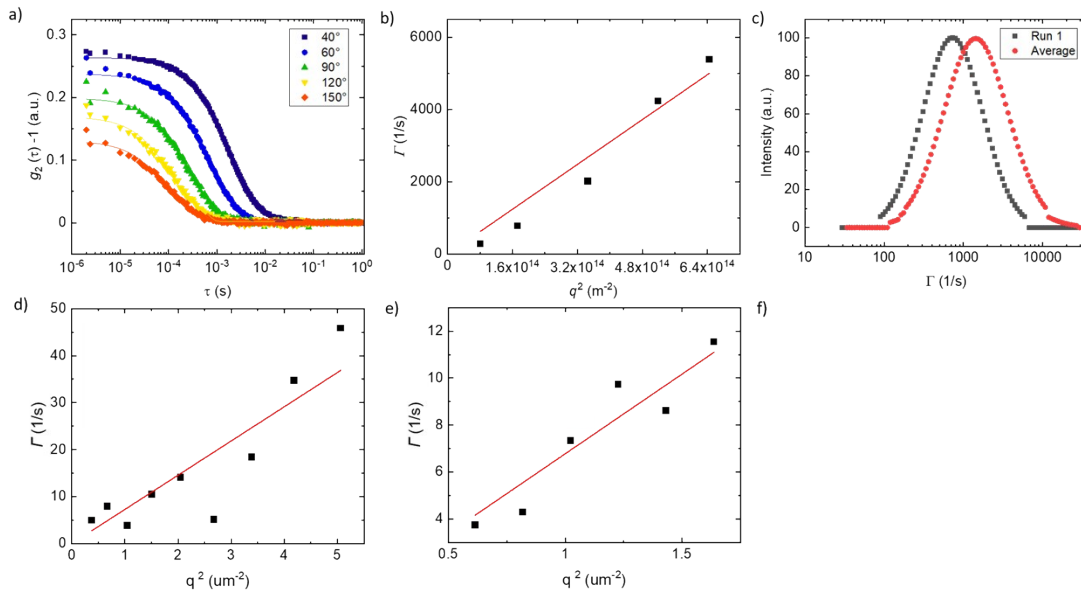 a)
0.3
0.2
0.1
0
g2 (τ) -1 (a.u.)
40°
60°
90°
120°
150°
10⁻⁶
10⁻⁵
10⁻⁴
10⁻³
10⁻²
10⁻¹
10⁰
τ (s)
b)
6000
4000
2000
0
Γ (1/s)
0
1.6x10¹⁴
3.2x10¹⁴
4.8x10¹⁴
6.4x10¹⁴
q² (m⁻²)
c)
100
80
60
40
20
0
Intensity (a.u.)
Run 1
Average
10
100
1000
10000
Γ (1/s)
d)
50
40
30
20
10
0
Γ (1/s)
0
1
2
3
4
5
6
q² (um⁻²)
e)
12
10
8
6
4
Γ (1/s)
0.5
1
1.5
q² (um⁻²)
f)